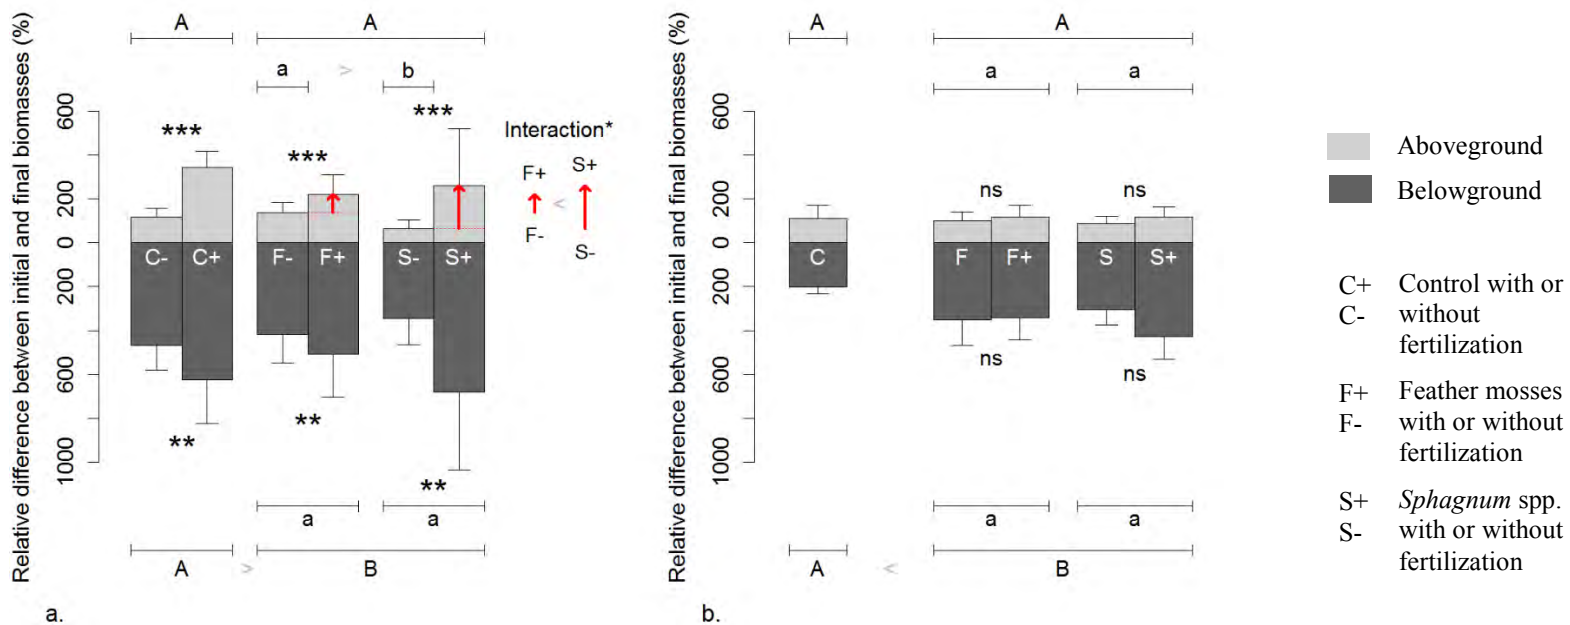 Relative difference between initial and final biomasses (%)
A
A
a > b
600
200
0
200
600
1000
***
***
***
Interaction*
F+
S+
<
F-
S-
C-
C+
F-
F+
S-
S+
**
**
**
a
a
A > B
a.
Relative difference between initial and final biomasses (%)
A
A
a
a
600
200
0
200
600
1000
ns
ns
C
F
F+
S
S+
ns
ns
a
a
A < B
b.
Aboveground
Belowground
C+ Control with or
C- without
fertilization
F+ Feather mosses
F- with or without
fertilization
S+ Sphagnum spp.
S- with or without
fertilization